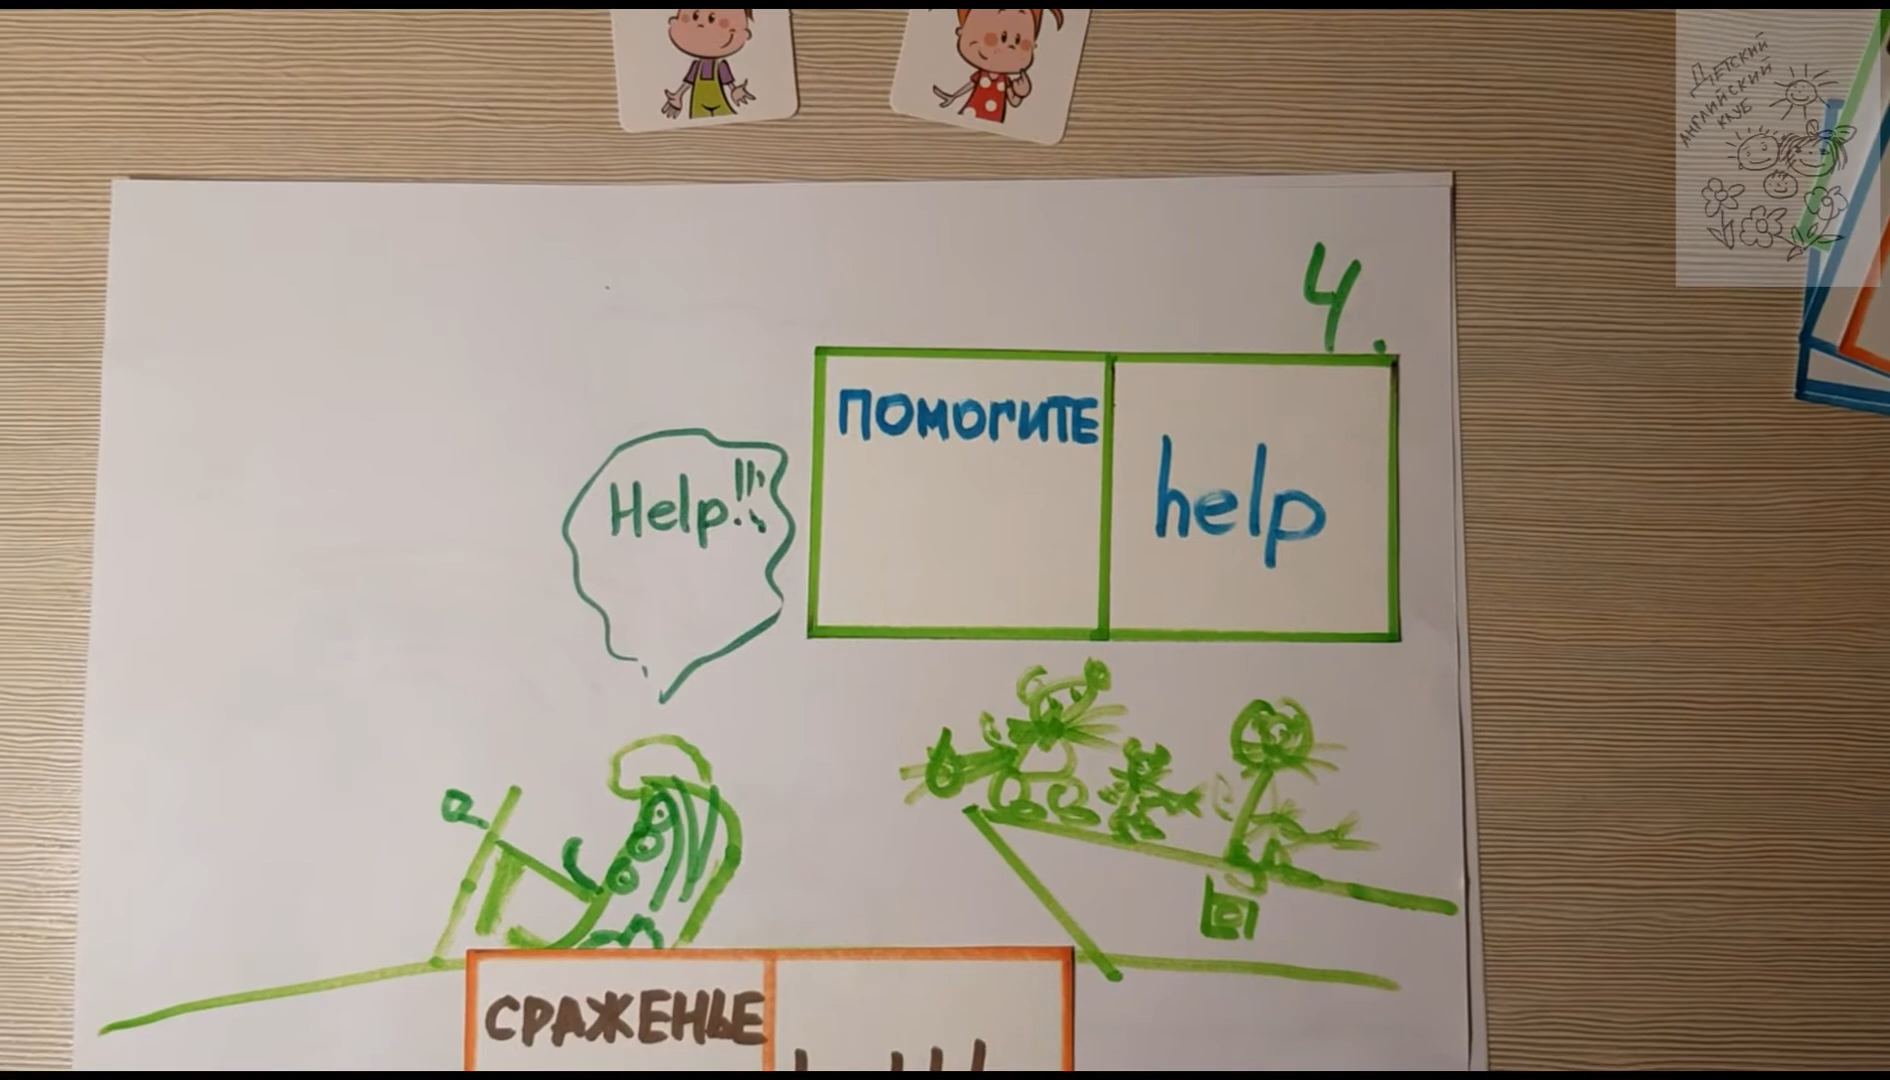 ДЕТСКИЙ
АНГЛИЙСКИЙ
КЛУБ
4.
ПОМОГИТЕ
help
Help!!!
СРАЖЕНЬЕ